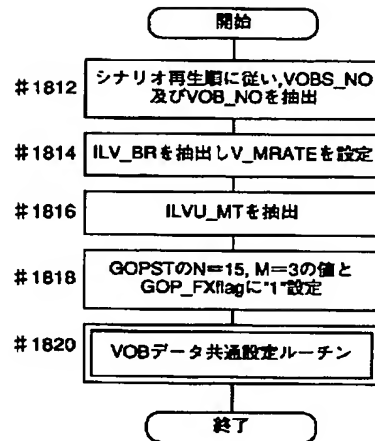 開始
#1812
シナリオ再生順に従い,VOBS_NO
及びVOB_NOを抽出
#1814
ILV_BRを抽出しV_MRATEを設定
#1816
ILVU_MTを抽出
#1818
GOPSTのN=15, M=3の値と
GOP_FXflagに"1"設定
#1820
VOBデータ共通設定ルーチン
終了